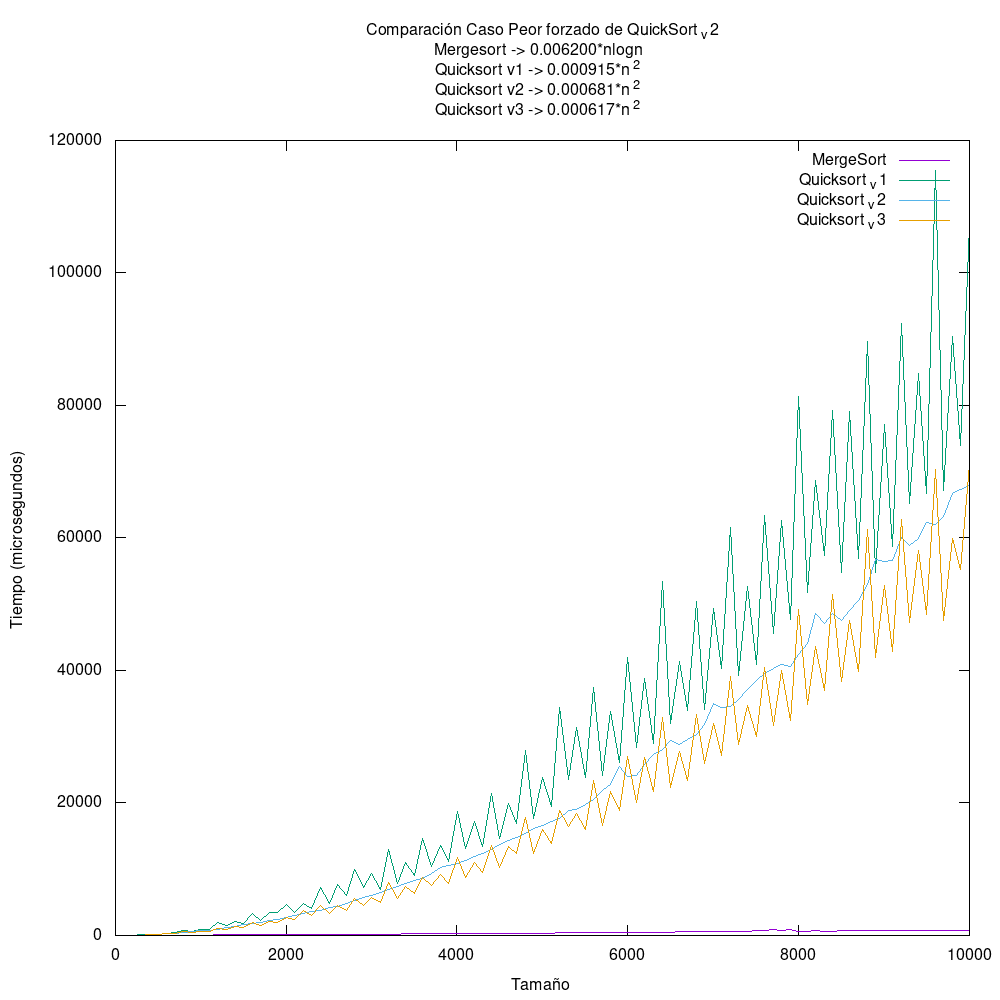 Comparación Caso Peor forzado de QuickSort v 2
Mergesort -> 0.006200*nlogn
Quicksort v1 -> 0.000915*n 2
Quicksort v2 -> 0.000681*n 2
Quicksort v3 -> 0.000617*n 2
120000
100000
80000
60000
40000
20000
0
Tiempo (microsegundos)
MergeSort
Quicksort v 1
Quicksort v 2
Quicksort v 3
0 2000 4000 6000 8000 10000
Tamaño